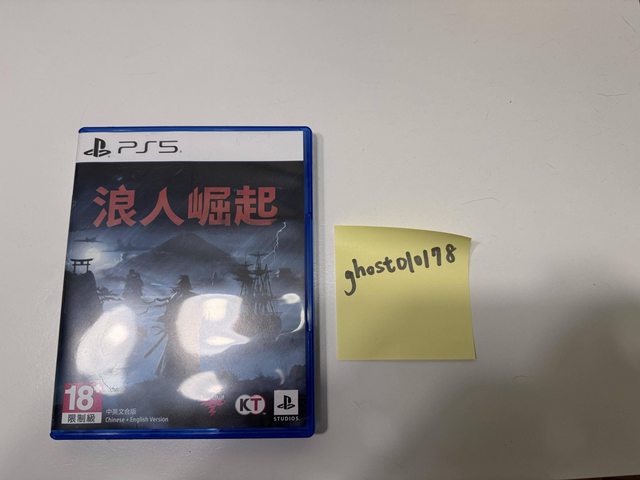 PS5
浪人崛起
ghost010178
18+
限制級
中英文合版
Chinese + English Version
KT
STUDIOS